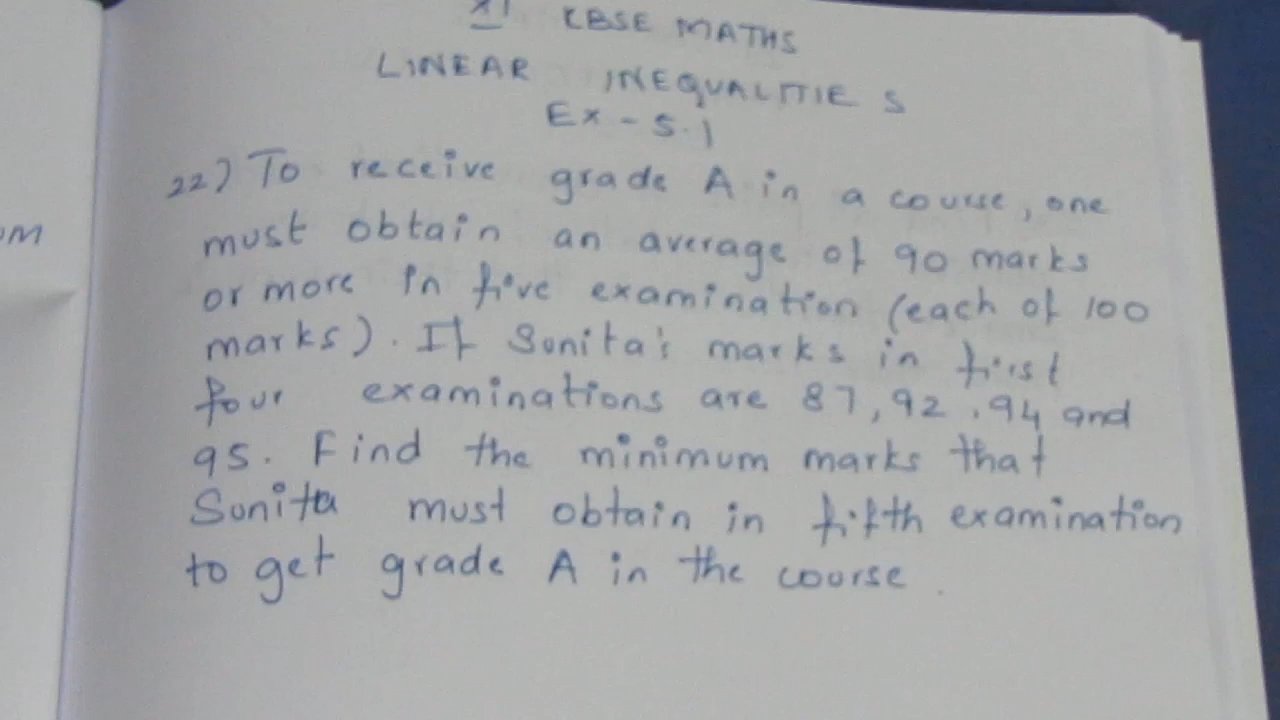 XI CBSE MATHS
LINEAR INEQUALITIES
Ex - 5.1
22) To receive grade A in a course, one
must obtain an average of 90 marks
or more in five examination (each of 100
marks). If Sunita's marks in first
four examinations are 87, 92, 94 and
95. Find the minimum marks that
Sunita must obtain in fifth examination
to get grade A in the course.